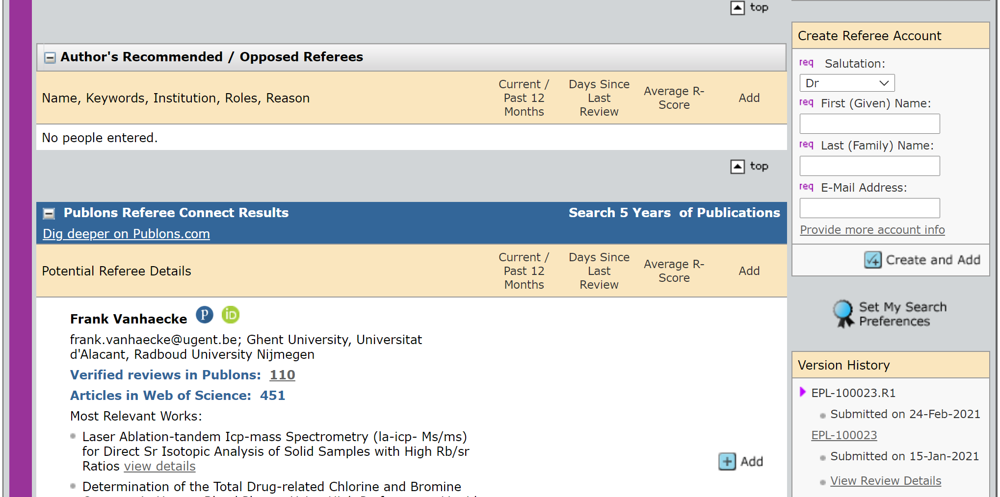 top
Author's Recommended / Opposed Referees
Name, Keywords, Institution, Roles, Reason
Current /
Past 12
Months
Days Since
Last
Review
Average R-
Score
Add
No people entered.
top
Publons Referee Connect Results
Search 5 Years of Publications
Dig deeper on Publons.com
Potential Referee Details
Current /
Past 12
Months
Days Since
Last
Review
Average R-
Score
Add
Frank Vanhaecke
p
iD
frank.vanhaecke@ugent.be; Ghent University, Universitat
d'Alacant, Radboud University Nijmegen
Verified reviews in Publons: 110
Articles in Web of Science: 451
Most Relevant Works:
Laser Ablation-tandem Icp-mass Spectrometry (la-icp- Ms/ms)
for Direct Sr Isotopic Analysis of Solid Samples with High Rb/sr
Ratios view details
Add
Determination of the Total Drug-related Chlorine and Bromine
Create Referee Account
req Salutation:
Dr
req First (Given) Name:
req Last (Family) Name:
req E-Mail Address:
Provide more account info
Create and Add
Set My Search
Preferences
Version History
EPL-100023.R1
Submitted on 24-Feb-2021
EPL-100023
Submitted on 15-Jan-2021
View Review Details